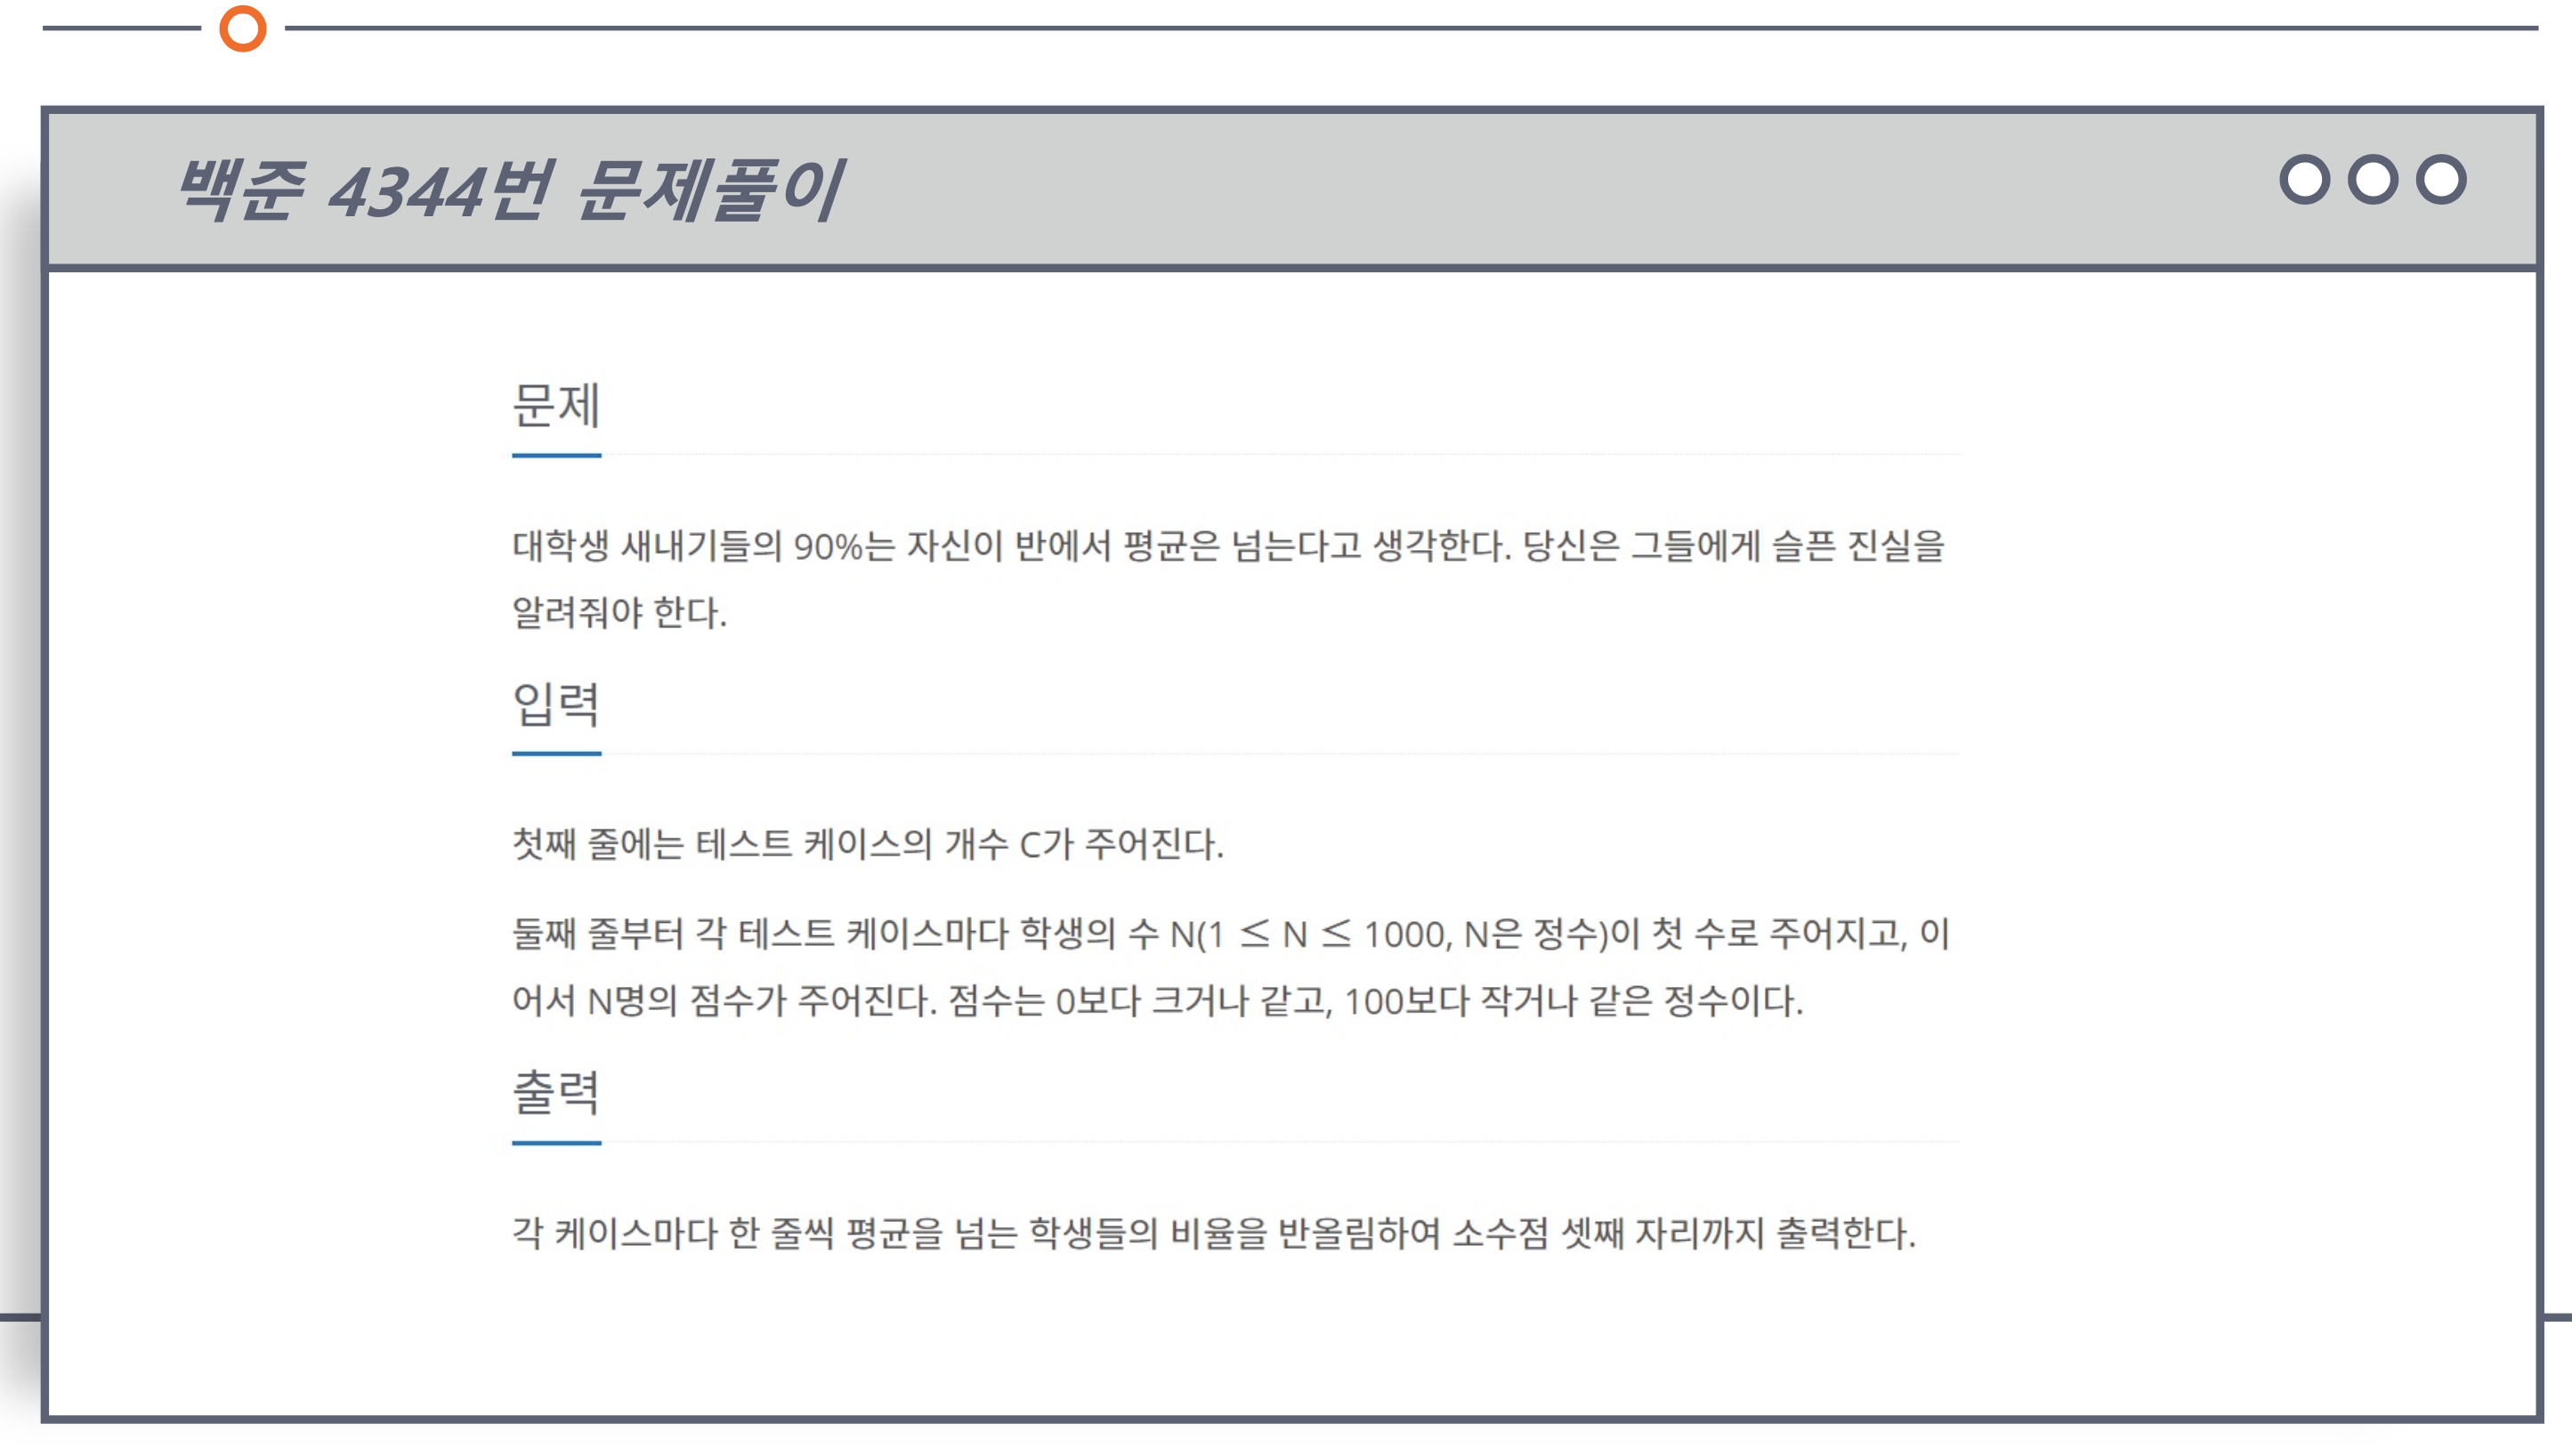 백준 4344번 문제풀이
문제
대학생 새내기들의 90%는 자신이 반에서 평균은 넘는다고 생각한다. 당신은 그들에게 슬픈 진실을
알려줘야 한다.
입력
첫째 줄에는 테스트 케이스의 개수 C가 주어진다.
둘째 줄부터 각 테스트 케이스마다 학생의 수 N(1 ≤ N ≤ 1000, N은 정수)이 첫 수로 주어지고, 이
어서 N명의 점수가 주어진다. 점수는 0보다 크거나 같고, 100보다 작거나 같은 정수이다.
출력
각 케이스마다 한 줄씩 평균을 넘는 학생들의 비율을 반올림하여 소수점 셋째 자리까지 출력한다.